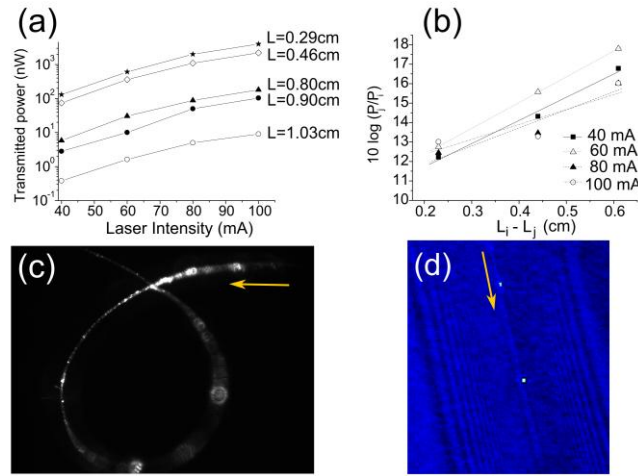 (a)
Transmitted power (nW)
10³
10²
10¹
10⁰
10⁻¹
40
60
80
100
Laser Intensity (mA)
L=0.29cm
L=0.46cm
L=0.80cm
L=0.90cm
L=1.03cm
(b)
10 log (Pⱼ/Pᵢ)
18
17
16
15
14
13
12
11
10
0.2
0.3
0.4
0.5
0.6
Lᵢ - Lⱼ (cm)
40 mA
60 mA
80 mA
100 mA
(c)
(d)